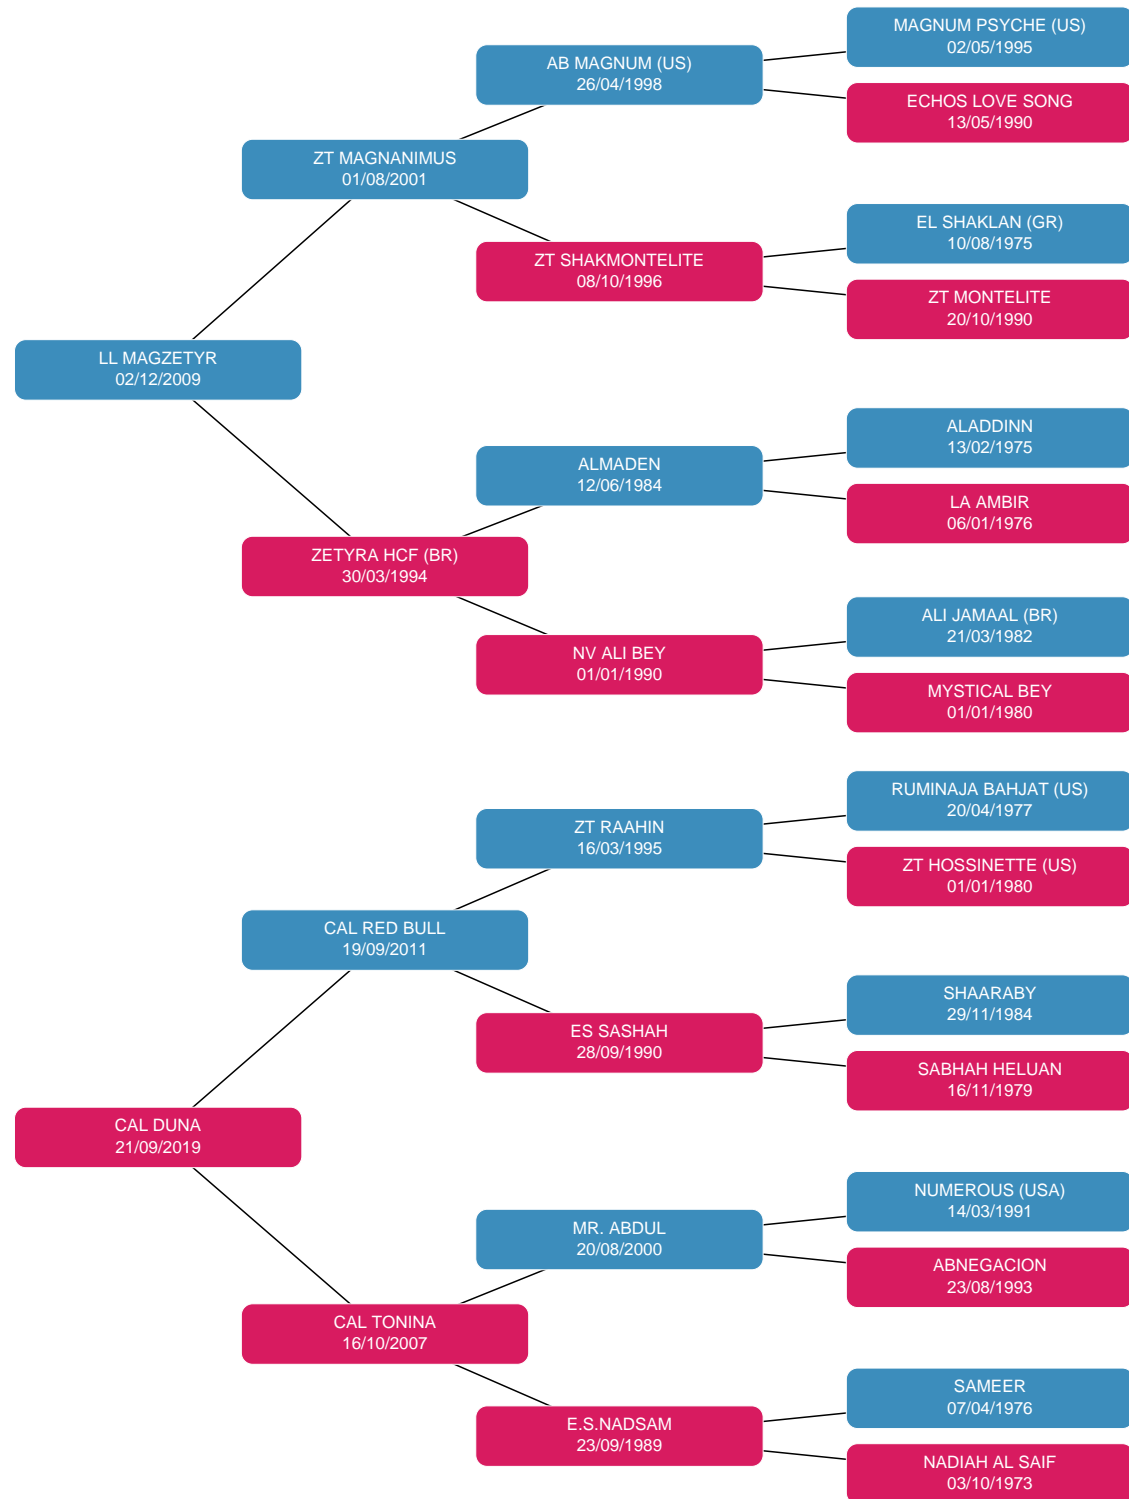 MAGNUM PSYCHE (US)
02/05/1995
AB MAGNUM (US)
26/04/1998
ECHOS LOVE SONG
13/05/1990
ZT MAGNANIMUS
01/08/2001
EL SHAKLAN (GR)
10/08/1975
ZT SHAKMONTELITE
08/10/1996
ZT MONTELITE
20/10/1990
LL MAGZETYR
02/12/2009
ALADDINN
13/02/1975
ALMADEN
12/06/1984
LA AMBIR
06/01/1976
ZETYRA HCF (BR)
30/03/1994
ALI JAMAAL (BR)
21/03/1982
NV ALI BEY
01/01/1990
MYSTICAL BEY
01/01/1980
RUMINAJA BAHJAT (US)
20/04/1977
ZT RAAHIN
16/03/1995
ZT HOSSINETTE (US)
01/01/1980
CAL RED BULL
19/09/2011
SHAARABY
29/11/1984
ES SASHAH
28/09/1990
SABHAH HELUAN
16/11/1979
CAL DUNA
21/09/2019
NUMEROUS (USA)
14/03/1991
MR. ABDUL
20/08/2000
ABNEGACION
23/08/1993
CAL TONINA
16/10/2007
SAMEER
07/04/1976
E.S.NADSAM
23/09/1989
NADIAH AL SAIF
03/10/1973